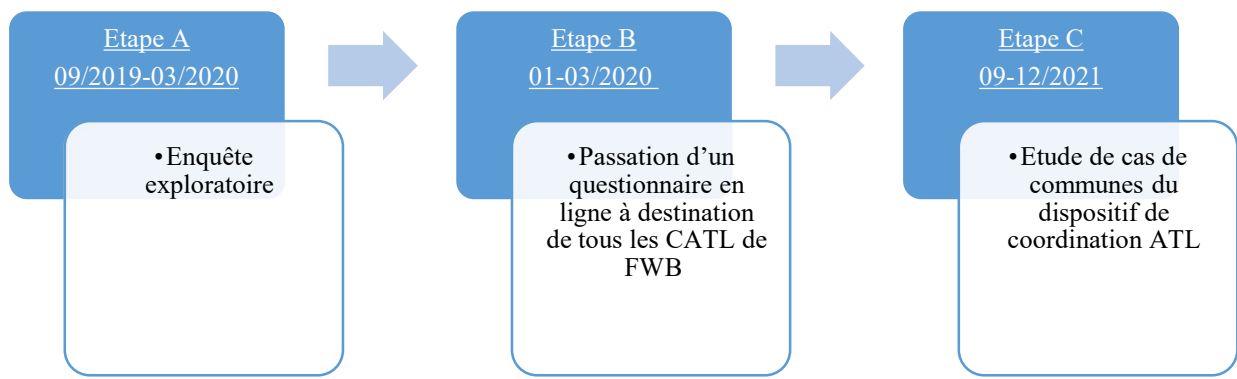 Etape A
09/2019-03/2020
•Enquête
exploratoire
Etape B
01-03/2020
•Passation d'un
questionnaire en
ligne à destination
de tous les CATL de
FWB
Etape C
09-12/2021
•Etude de cas de
communes du
dispositif de
coordination ATL